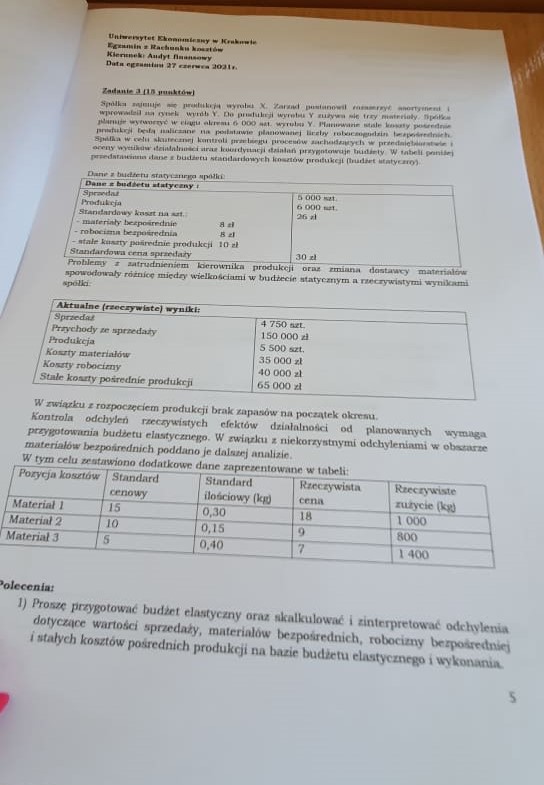 Uniwersytet Ekonomiczny w Krakowie
Egzamin z Rachunku kosztów
Kierunek: Audyt finansowy
Data egzaminu 27 czerwca 2021r.
Zadanie 3 (15 punktów)
Spółka zajmuje się produkcją wyrobu X. Zarząd postanowił rozszerzyć asortyment i
wprowadził na rynek wyrób Y. Do produkcji wyrobu Y zużywa się trzy materiały. Spółka
planuje wytworzyć w ciągu okresu 6 000 szt. wyrobu Y. Planowane stałe koszty pośrednie
produkcji będą naliczane na podstawie planowanej liczby roboczogodzin bezpośrednich.
Spółka w celu skutecznej kontroli przebiegu procesów zachodzących w przedsiębiorstwie i
oceny wyników działalności oraz koordynacji działań przygotowuje budżety. W tabeli poniżej
przedstawiono dane z budżetu standardowych kosztów produkcji (budżet statyczny).
Dane z budżetu statycznego spółki:
Dane z budżetu statyczny :
Sprzedaż 5 000 szt.
Produkcja 6 000 szt.
Standardowy koszt na szt.: 26 zł
- materiały bezpośrednie 8 zł
- robocizna bezpośrednia 8 zł
- stałe koszty pośrednie produkcji 10 zł
Standardowa cena sprzedaży 30 zł
Problemy z zatrudnieniem kierownika produkcji oraz zmiana dostawcy materiałów
spowodowały różnicę między wielkościami w budżecie statycznym a rzeczywistymi wynikami
spółki:
Aktualne (rzeczywiste) wyniki:
Sprzedaż 4 750 szt.
Przychody ze sprzedaży 150 000 zł
Produkcja 5 500 szt.
Koszty materiałów 35 000 zł
Koszty robocizny 40 000 zł
Stałe koszty pośrednie produkcji 65 000 zł
W związku z rozpoczęciem produkcji brak zapasów na początek okresu.
Kontrola odchyleń rzeczywistych efektów działalności od planowanych wymaga
przygotowania budżetu elastycznego. W związku z niekorzystnymi odchyleniami w obszarze
materiałów bezpośrednich poddano je dalszej analizie.
W tym celu zestawiono dodatkowe dane zaprezentowane w tabeli:
Pozycja kosztów Standard cenowy Standard ilościowy (kg) Rzeczywista cena Rzeczywiste zużycie (kg)
Materiał 1 15 0,30 18 1 000
Materiał 2 10 0,15 9 800
Materiał 3 5 0,40 7 1 400
Polecenia:
1) Proszę przygotować budżet elastyczny oraz skalkulować i zinterpretować odchylenia
dotyczące wartości sprzedaży, materiałów bezpośrednich, robocizny bezpośredniej
i stałych kosztów pośrednich produkcji na bazie budżetu elastycznego i wykonania.
5